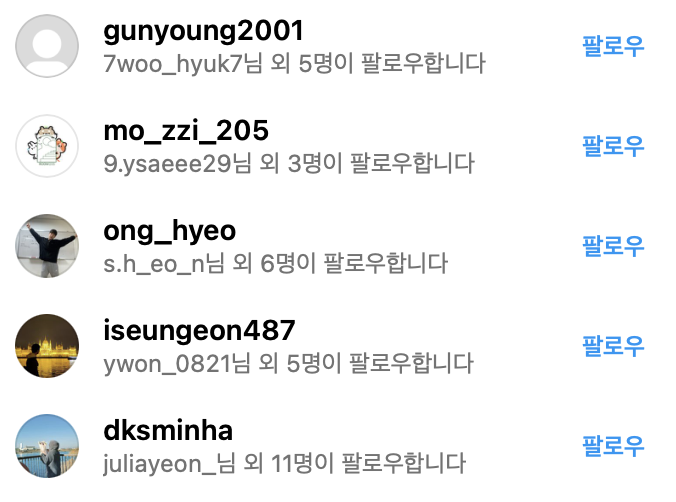 gunyoung2001
팔로우
7woo_hyuk7님 외 5명이 팔로우합니다
mo_zzi_205
팔로우
9.ysaeee29님 외 3명이 팔로우합니다
ong_hyeo
팔로우
s.h_eo_n님 외 6명이 팔로우합니다
iseungeon487
팔로우
ywon_0821님 외 5명이 팔로우합니다
dksminha
팔로우
juliayeon_님 외 11명이 팔로우합니다